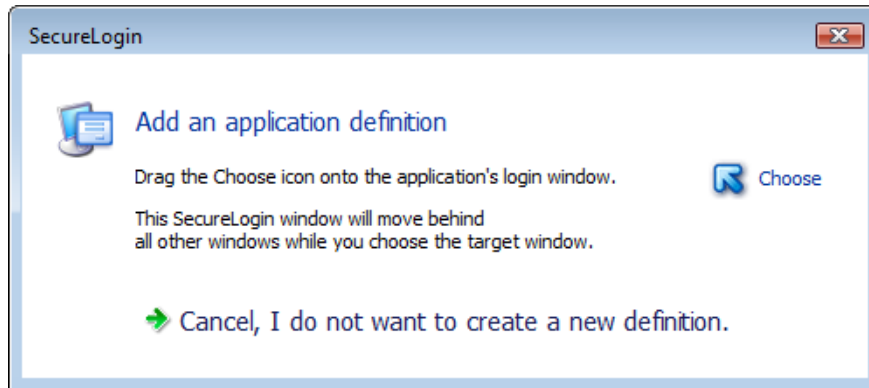 SecureLogin
Add an application definition
Drag the Choose icon onto the application's login window.
Choose
This SecureLogin window will move behind
all other windows while you choose the target window.
Cancel, I do not want to create a new definition.